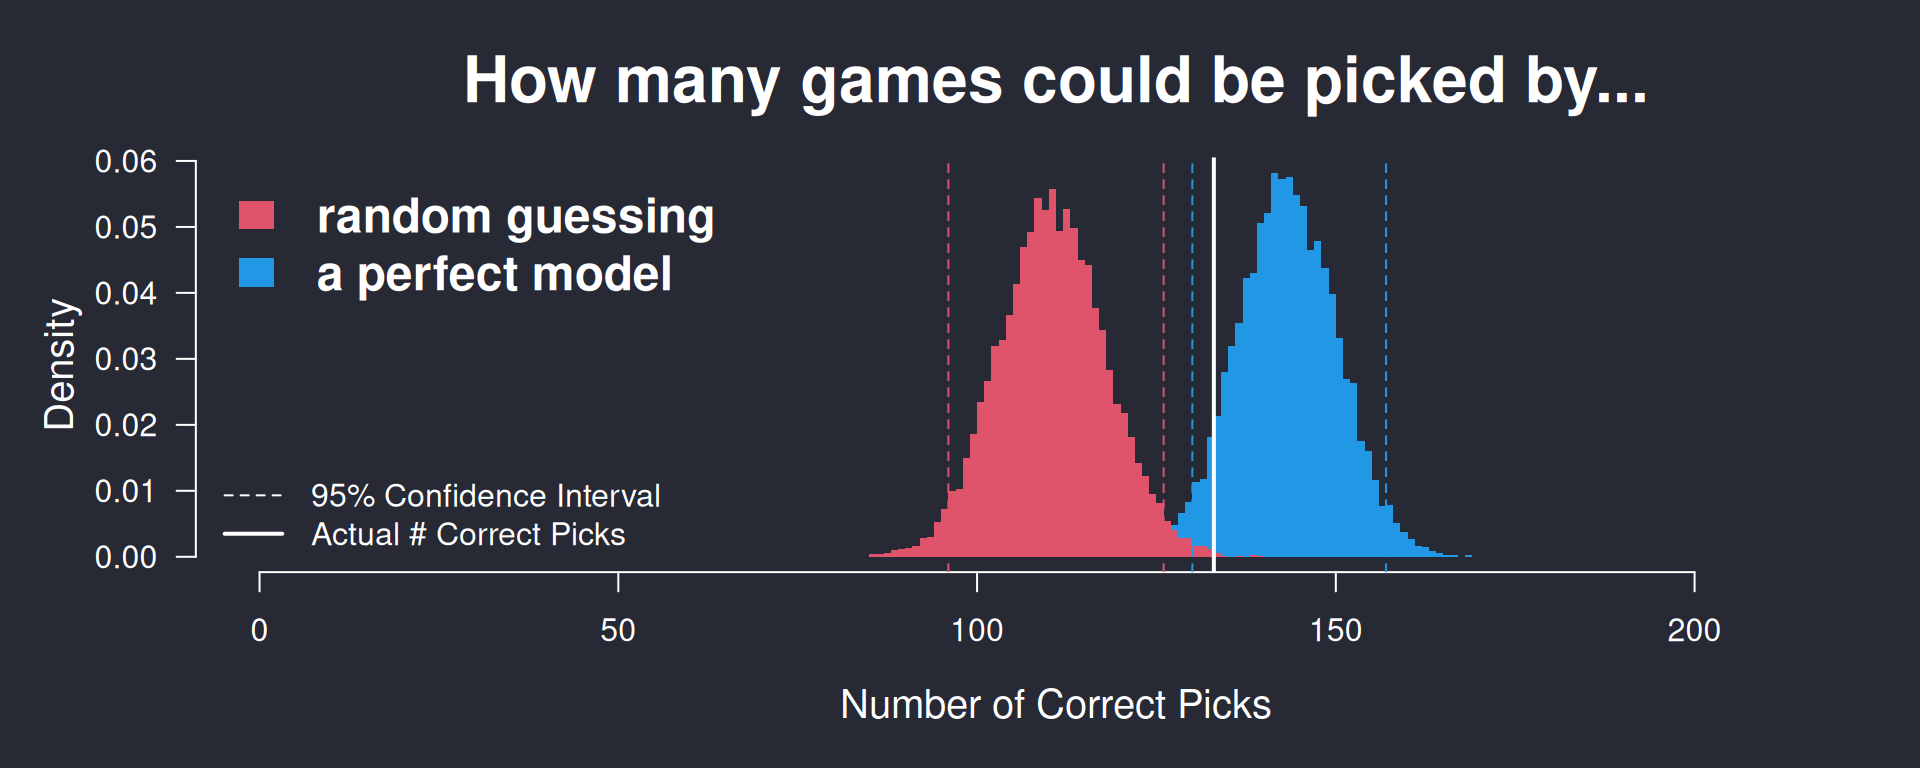 How many games could be picked by...
0.06
0.05
0.04
0.03
0.02
0.01
0.00
Density
random guessing
a perfect model
95% Confidence Interval
Actual # Correct Picks
0 50 100 150 200
Number of Correct Picks